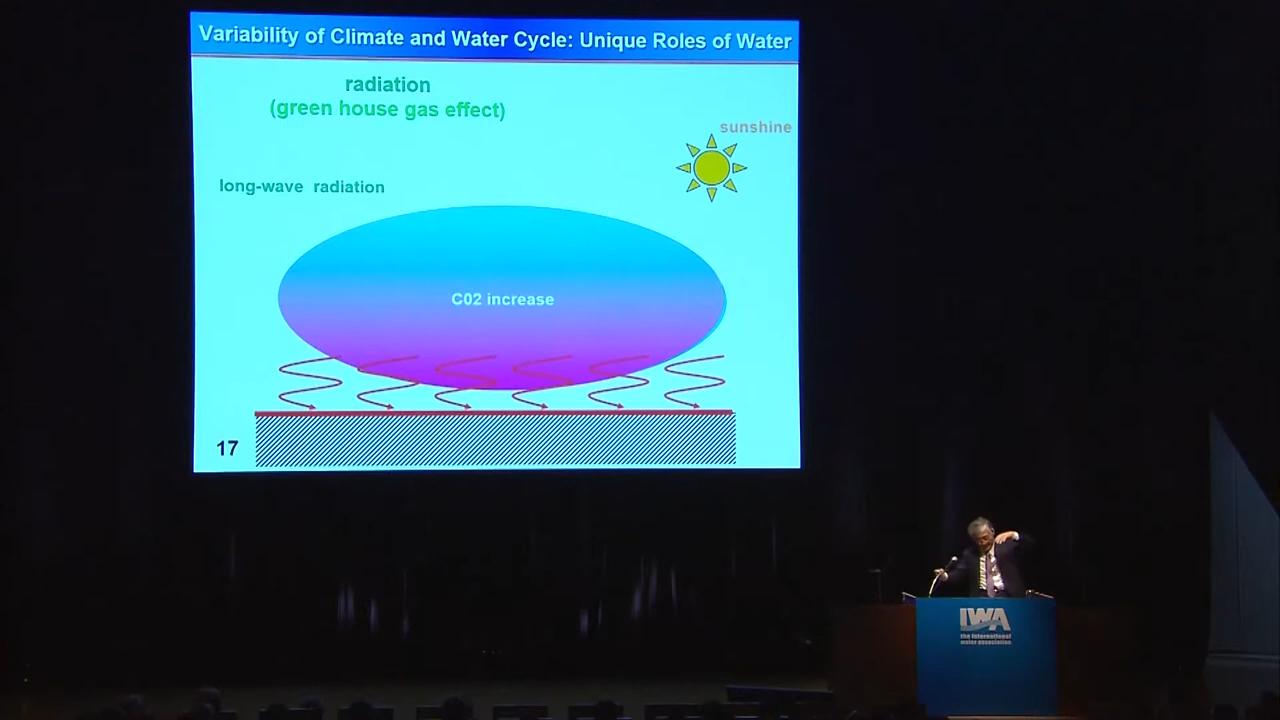 Variability of Climate and Water Cycle: Unique Roles of Water
radiation
(green house gas effect)
sunshine
long-wave radiation
C02 increase
17
IWA
the international
water association